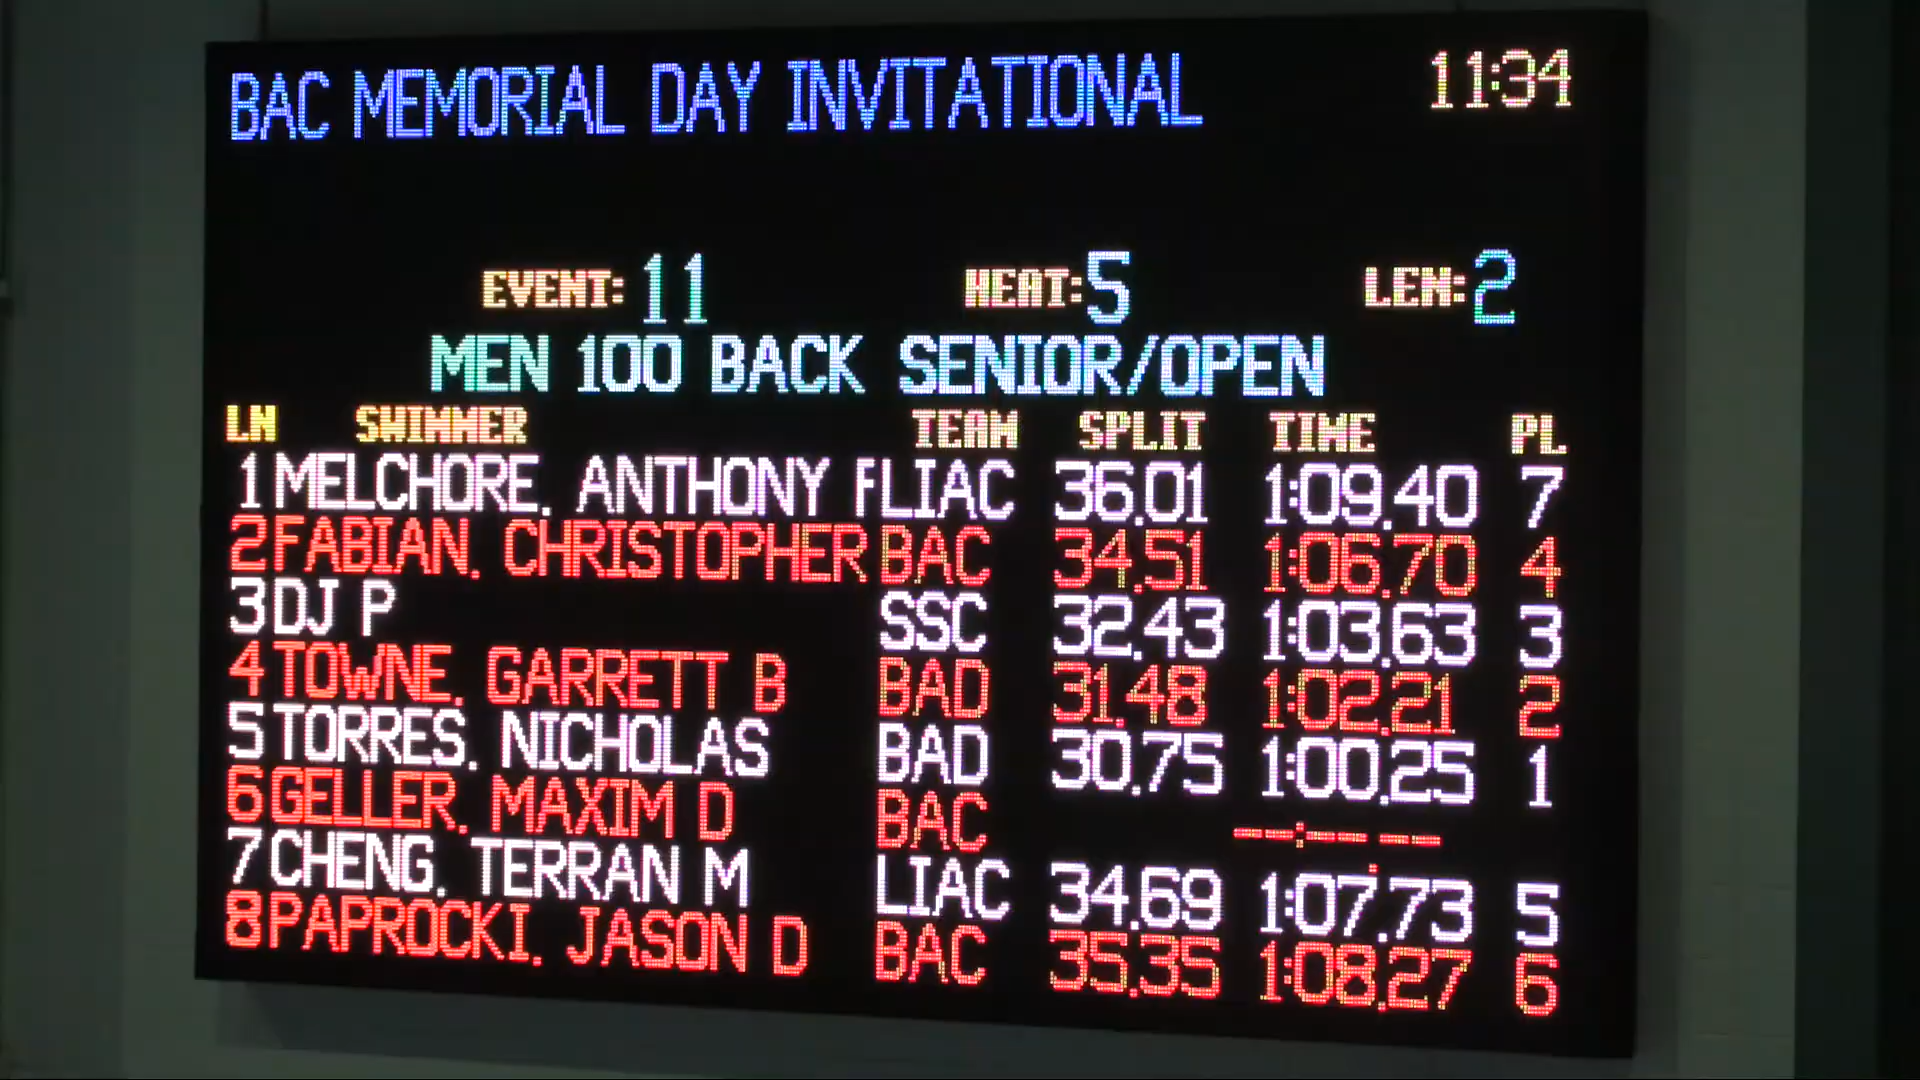 BAC MEMORIAL DAY INVITATIONAL 11:34
EVENT: 11 HEAT: 5 LEN: 2
MEN 100 BACK SENIOR/OPEN
LN SWIMMER TEAM SPLIT TIME PL
1 MELCHORE, ANTHONY F LIAC 36.01 1:09.40 7
2 FABIAN, CHRISTOPHER BAC 34.51 1:06.70 4
3 DJ P SSC 32.43 1:03.63 3
4 TOWNE, GARRETT B BAD 31.48 1:02.21 2
5 TORRES, NICHOLAS BAD 30.75 1:00.25 1
6 GELLER, MAXIM D BAC --:--.--
7 CHENG, TERRAN M LIAC 34.69 1:07.73 5
8 PAPROCKI, JASON D BAC 35.35 1:08.27 6